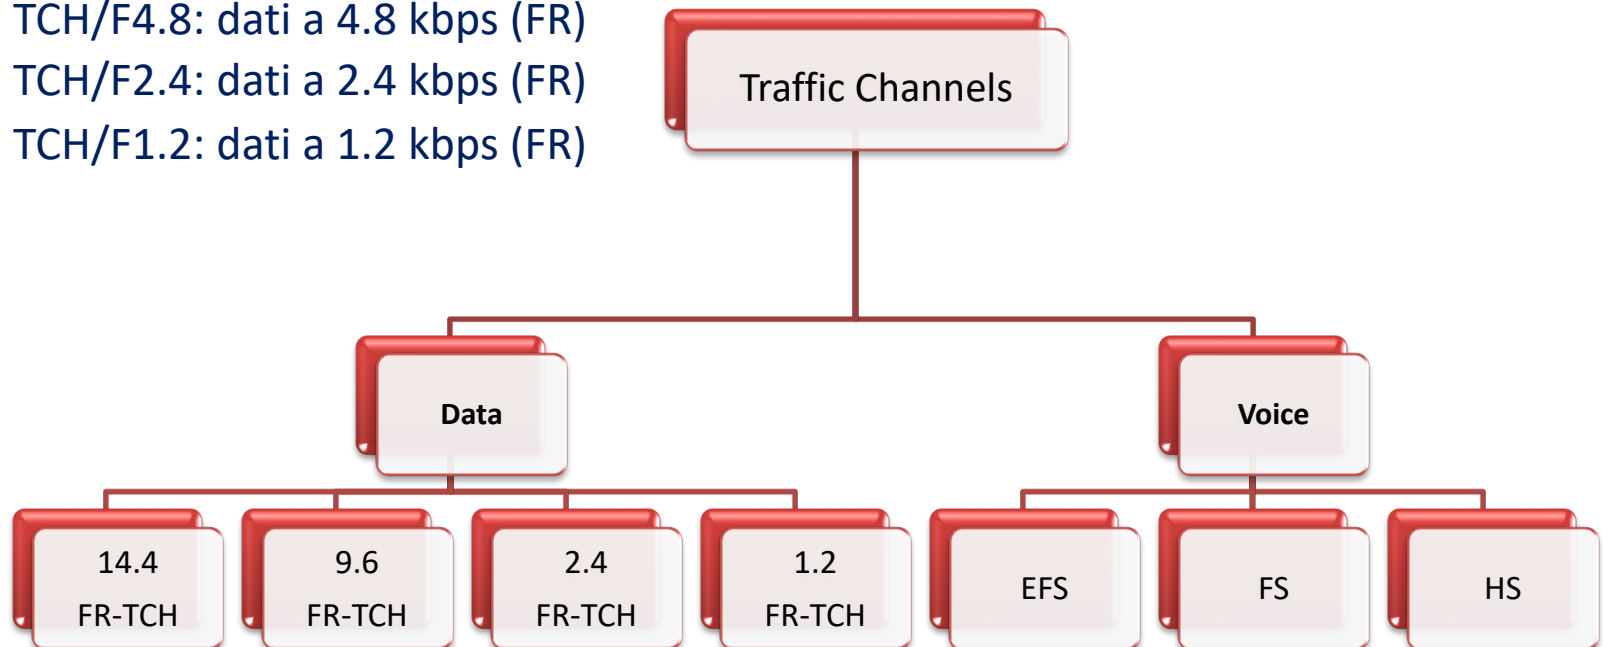 TCH/F4.8: dati a 4.8 kbps (FR)
TCH/F2.4: dati a 2.4 kbps (FR)
TCH/F1.2: dati a 1.2 kbps (FR)
Traffic Channels
Data
Voice
14.4
FR-TCH
9.6
FR-TCH
2.4
FR-TCH
1.2
FR-TCH
EFS
FS
HS